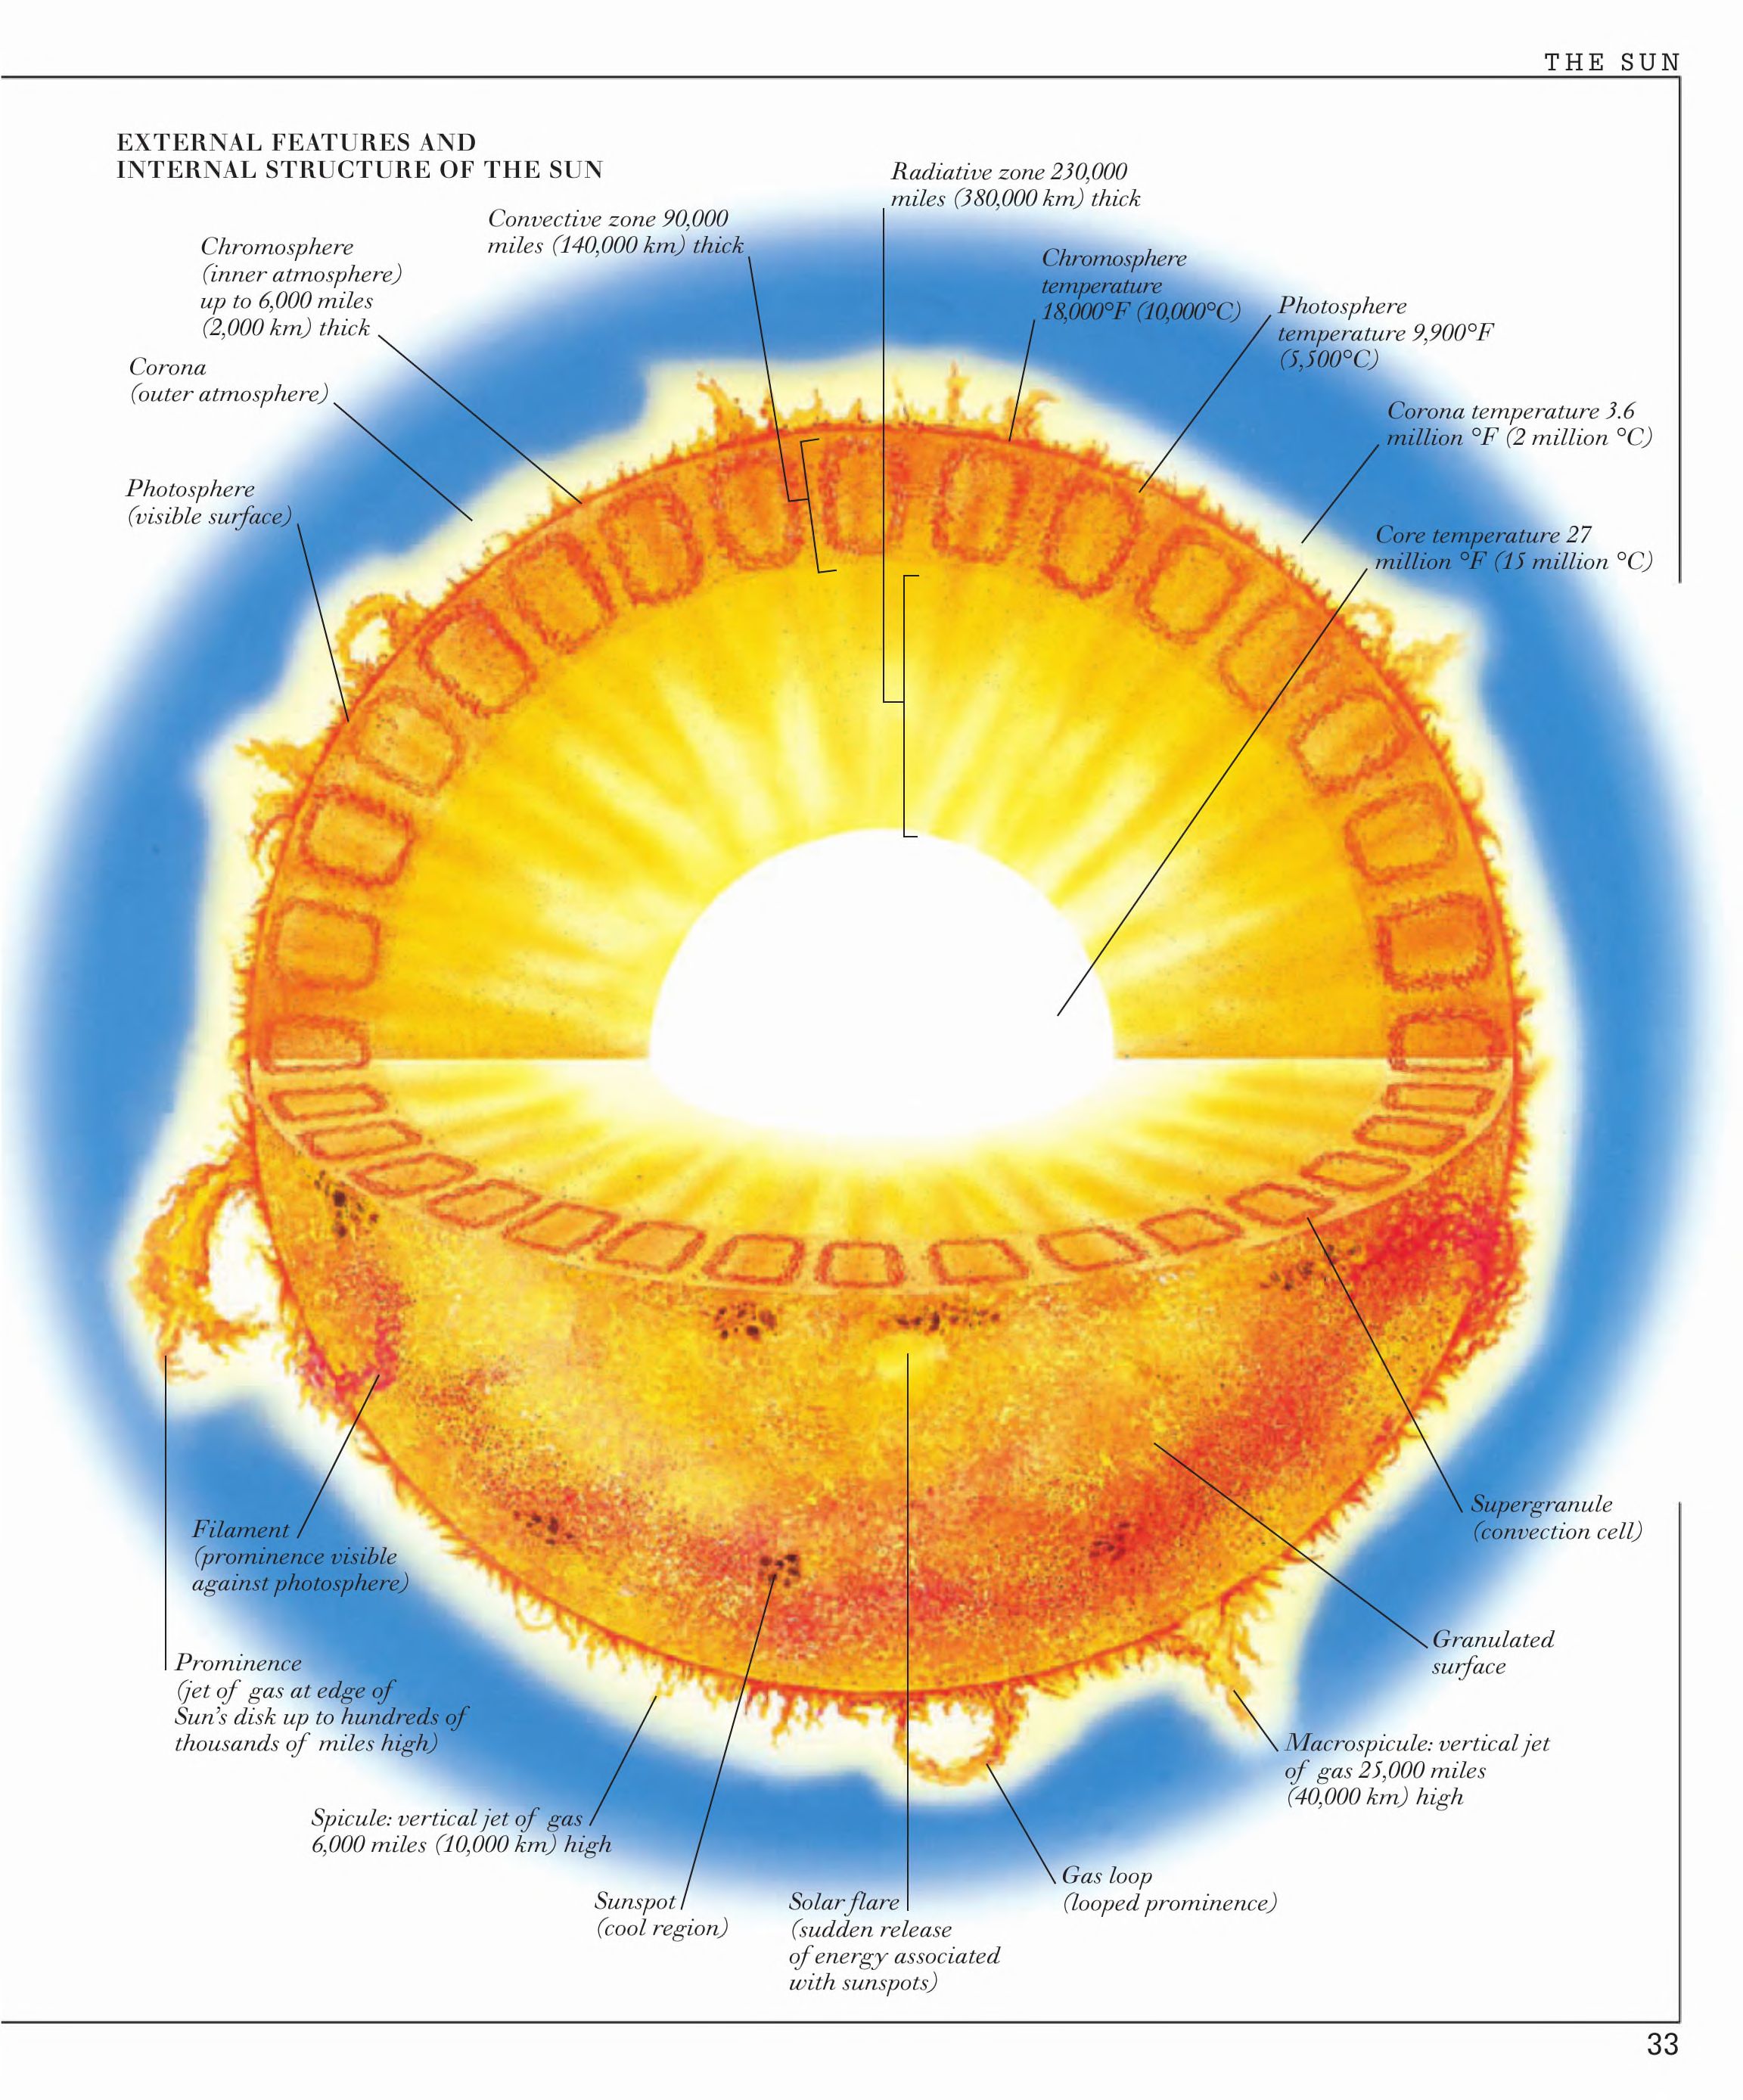 THE SUN
EXTERNAL FEATURES AND
INTERNAL STRUCTURE OF THE SUN
Radiative zone 230,000
miles (380,000 km) thick
Convective zone 90,000
miles (140,000 km) thick
Chromosphere
(inner atmosphere)
up to 6,000 miles
(2,000 km) thick
Chromosphere
temperature
18,000°F (10,000°C)
Photosphere
temperature 9,900°F
(5,500°C)
Corona
(outer atmosphere)
Corona temperature 3.6
million °F (2 million °C)
Photosphere
(visible surface)
Core temperature 27
million °F (15 million °C)
Supergranule
(convection cell)
Filament
(prominence visible
against photosphere)
Granulated
surface
Prominence
(jet of gas at edge of
Sun's disk up to hundreds of
thousands of miles high)
Macrospicule: vertical jet
of gas 25,000 miles
(40,000 km) high
Spicule: vertical jet of gas
6,000 miles (10,000 km) high
Gas loop
(looped prominence)
Sunspot
(cool region)
Solar flare
(sudden release
of energy associated
with sunspots)
33